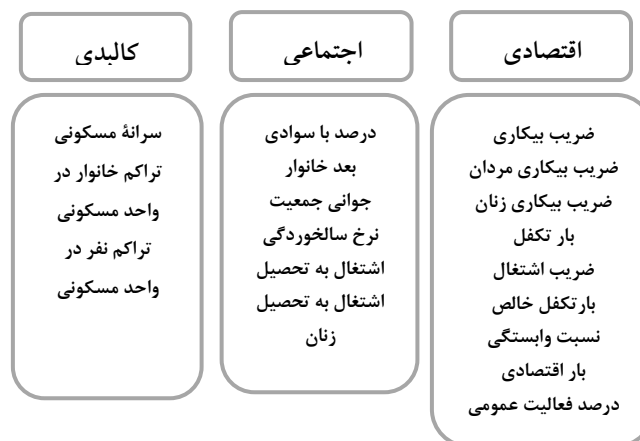 اقتصادی
ضریب بیکاری
ضریب بیکاری مردان
ضریب بیکاری زنان
بار تکفل
ضریب اشتغال
بارتکفل خالص
نسبت وابستگی
بار اقتصادی
درصد فعالیت عمومی
اجتماعی
درصد با سوادی
بعد خانوار
جوانی جمعیت
نرخ سالخوردگی
اشتغال به تحصیل
اشتغال به تحصیل
زنان
کالبدی
سرانهٔ مسکونی
تراکم خانوار در
واحد مسکونی
تراکم نفر در
واحد مسکونی